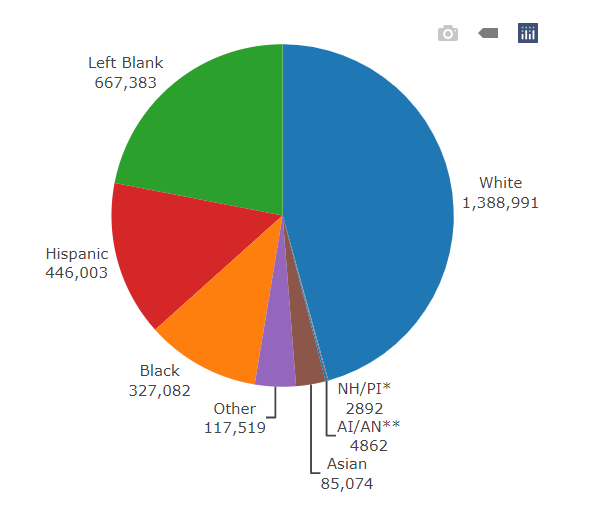 Left Blank
667,383
White
1,388,991
Hispanic
446,003
Black
327,082
Other
117,519
NH/PI*
2892
AI/AN**
4862
Asian
85,074